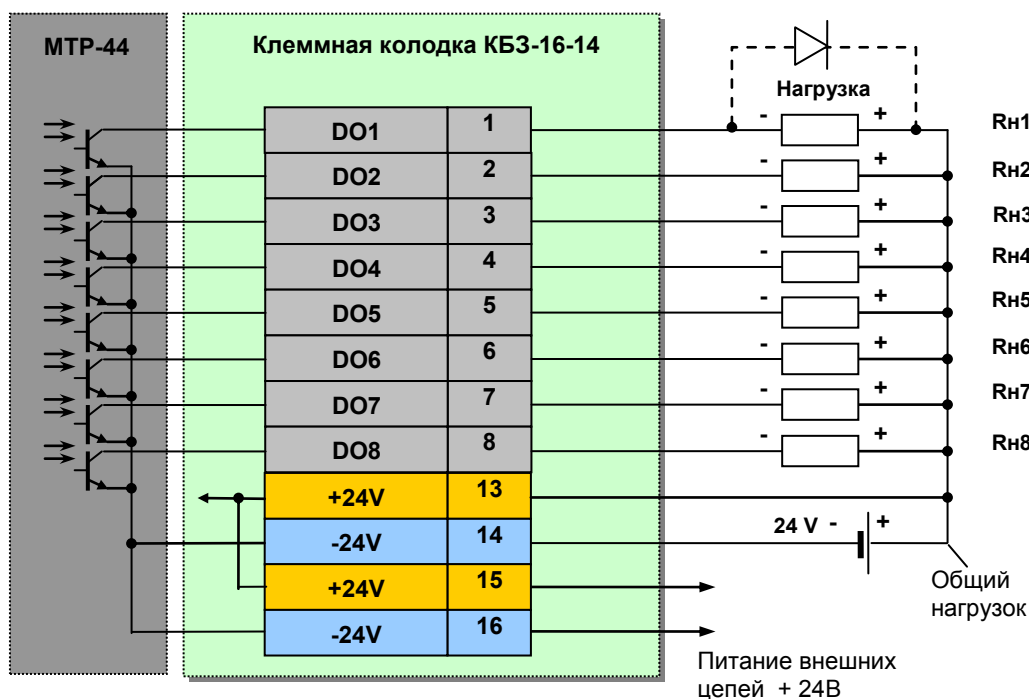 МТР-44
Клеммная колодка КБЗ-16-14
Нагрузка
DO1 1 - + Rн1
DO2 2 - + Rн2
DO3 3 - + Rн3
DO4 4 - + Rн4
DO5 5 - + Rн5
DO6 6 - + Rн6
DO7 7 - + Rн7
DO8 8 - + Rн8
+24V 13
-24V 14 24 V - +
+24V 15
-24V 16
Общий
нагрузок
Питание внешних
цепей + 24В